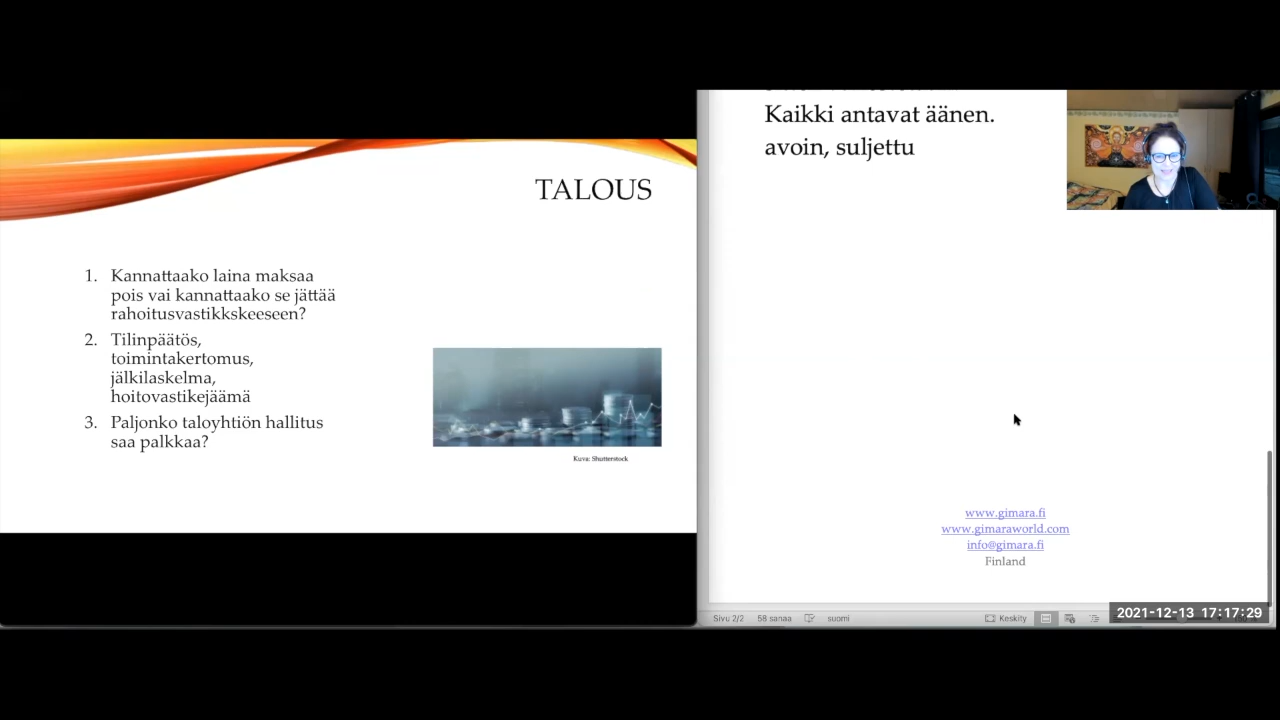 TALOUS
1. Kannattaako laina maksaa
pois vai kannattaako se jättää
rahoitusvastikkskeeseen?
2. Tilinpäätös,
toimintakertomus,
jälkilaskelma,
hoitovastikejäämä
3. Paljonko taloyhtiön hallitus
saa palkkaa?
Kuva: Shutterstock
Kaikki antavat äänen.
avoin, suljettu
www.gimara.fi
www.gimaraworld.com
info@gimara.fi
Finland
Sivu 2/2 58 sanaa suomi Keskity
2021-12-13 17:17:29